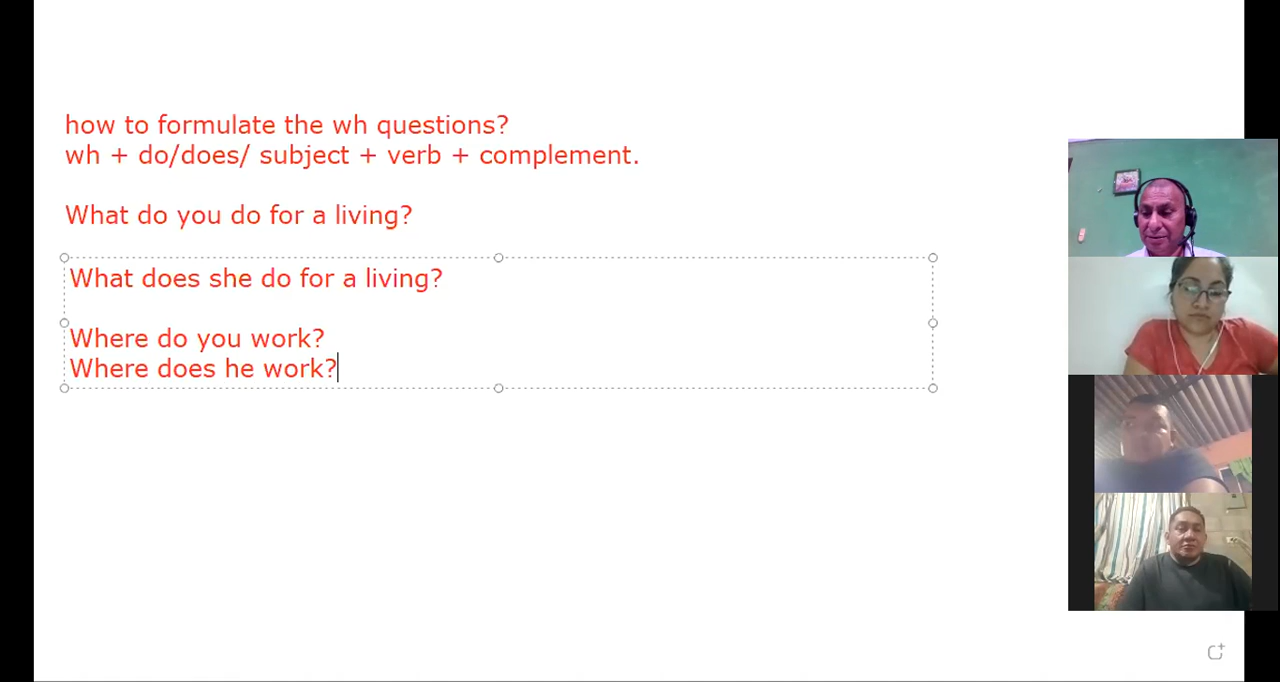 how to formulate the wh questions?
wh + do/does/ subject + verb + complement.
What do you do for a living?
What does she do for a living?
Where do you work?
Where does he work?